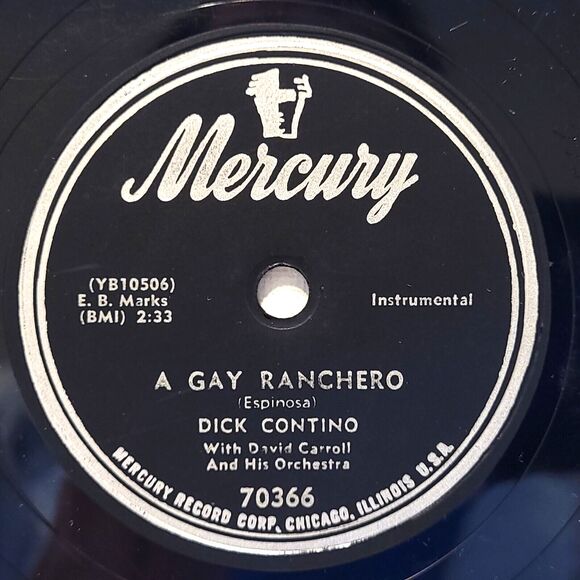 Mercury
(YB10506)
E. B. Marks
(BMI) 2:33
Instrumental
A GAY RANCHERO
(Espinosa)
DICK CONTINO
With David Carroll
And His Orchestra
70366
MERCURY RECORD CORP., CHICAGO, ILLINOIS U.S.A.